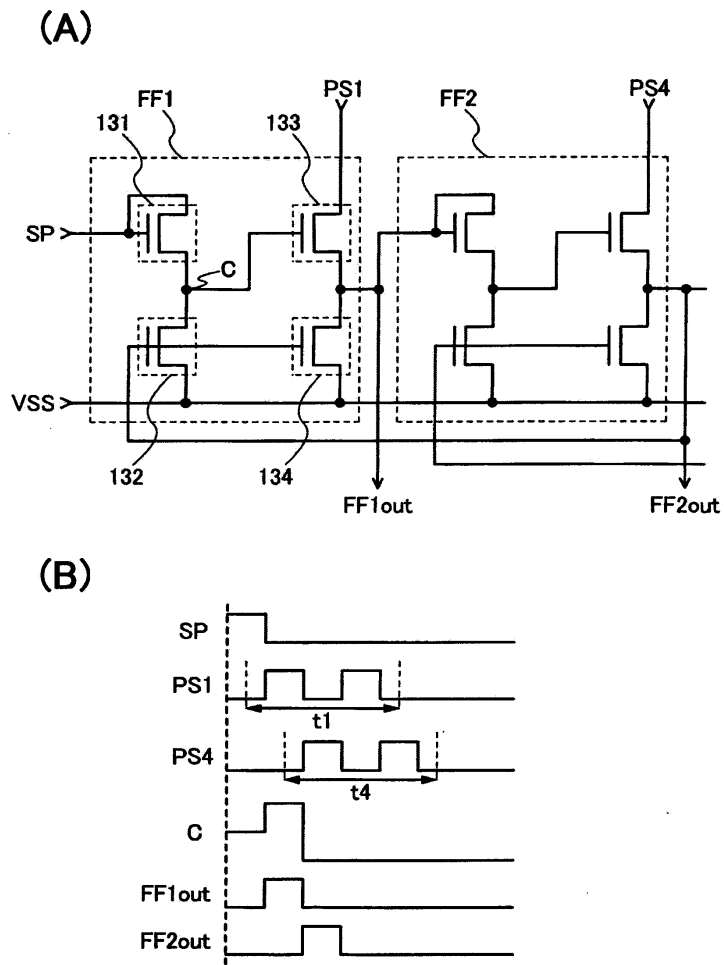 (A)
FF1
PS1
FF2
PS4
131
133
SP
C
VSS
132
134
FF1out
FF2out
(B)
SP
PS1
t1
PS4
t4
C
FF1out
FF2out